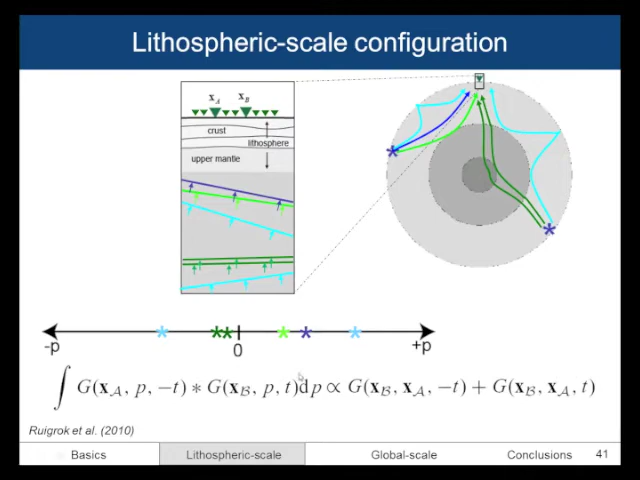 Lithospheric-scale configuration
x_A x_B
crust
lithosphere
upper mantle
-p 0 +p
∫ G(x_A, p, −t) ∗ G(x_B, p, t)dp ∝ G(x_B, x_A, −t) + G(x_B, x_A, t)
Ruigrok et al. (2010)
Basics Lithospheric-scale Global-scale Conclusions 41